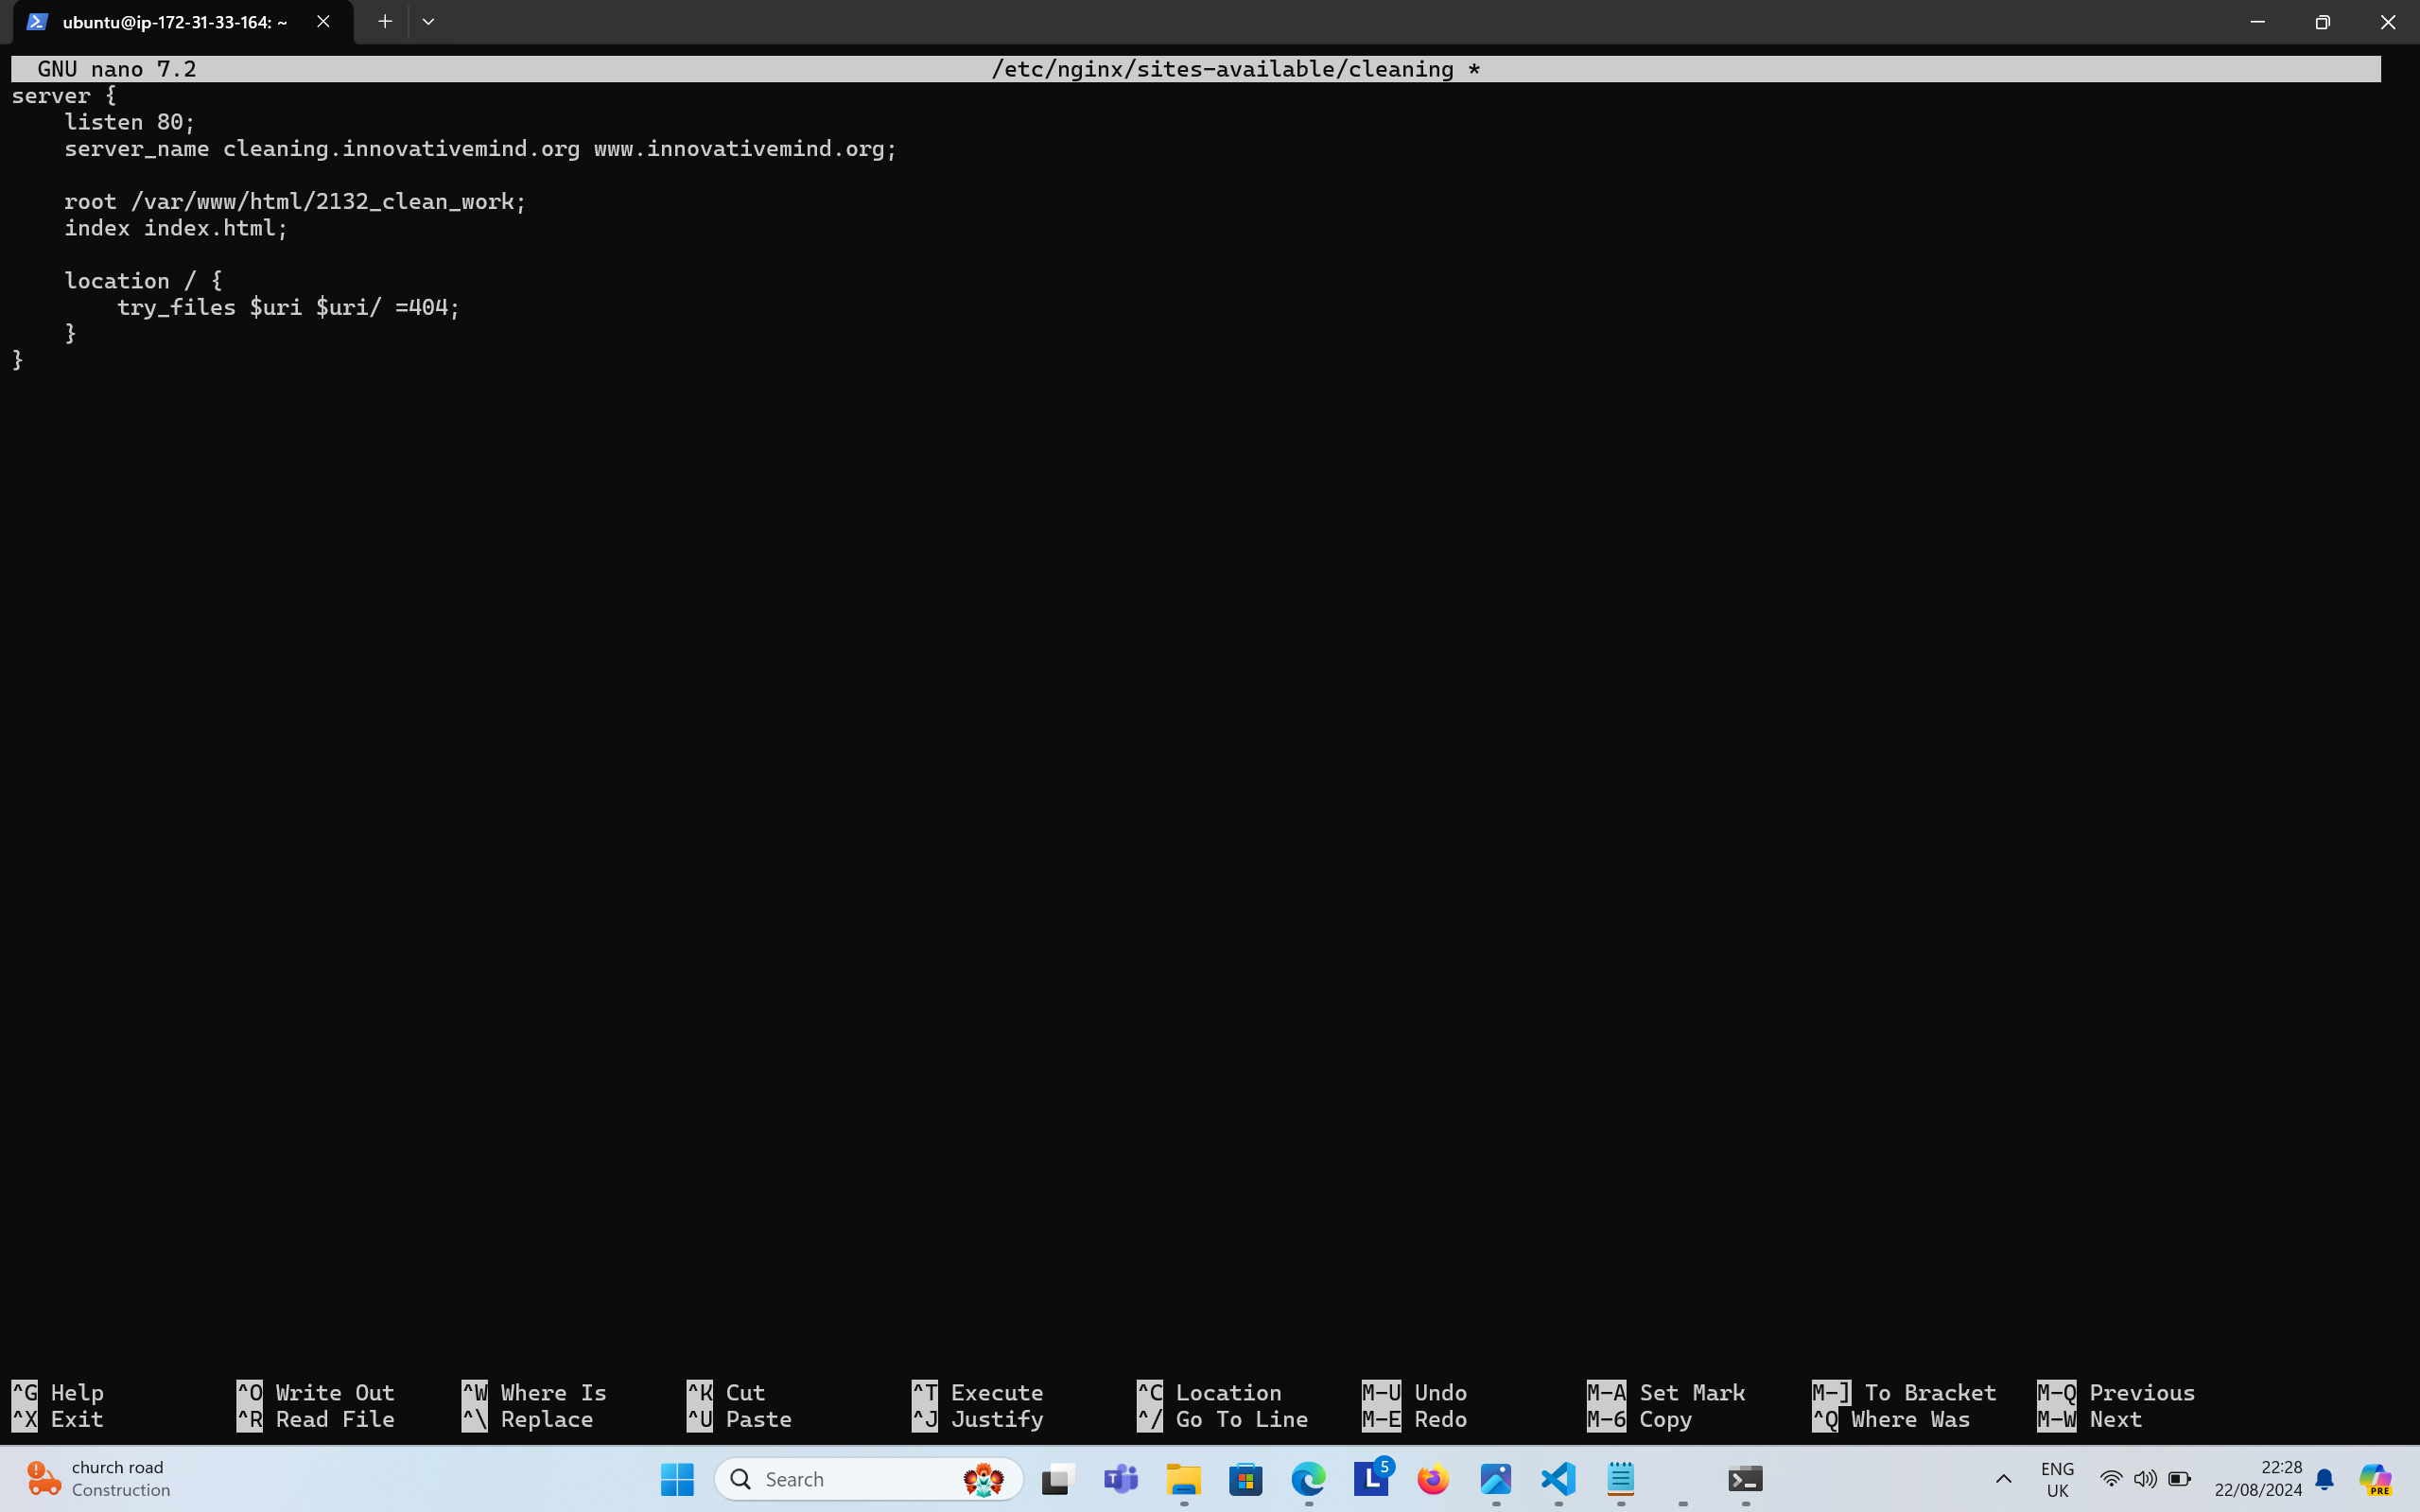 ubuntu@ip-172-31-33-164: ~
GNU nano 7.2 /etc/nginx/sites-available/cleaning *
server {
    listen 80;
    server_name cleaning.innovativemind.org www.innovativemind.org;
    root /var/www/html/2132_clean_work;
    index index.html;
    location / {
        try_files $uri $uri/ =404;
    }
}
^G Help ^O Write Out ^W Where Is ^K Cut ^T Execute ^C Location M-U Undo M-A Set Mark M-] To Bracket M-Q Previous
^X Exit ^R Read File ^\ Replace ^U Paste ^J Justify ^/ Go To Line M-E Redo M-6 Copy ^Q Where Was M-W Next
church road
Construction
Search
L
5
T
ENG
UK
22:28
22/08/2024
PRE